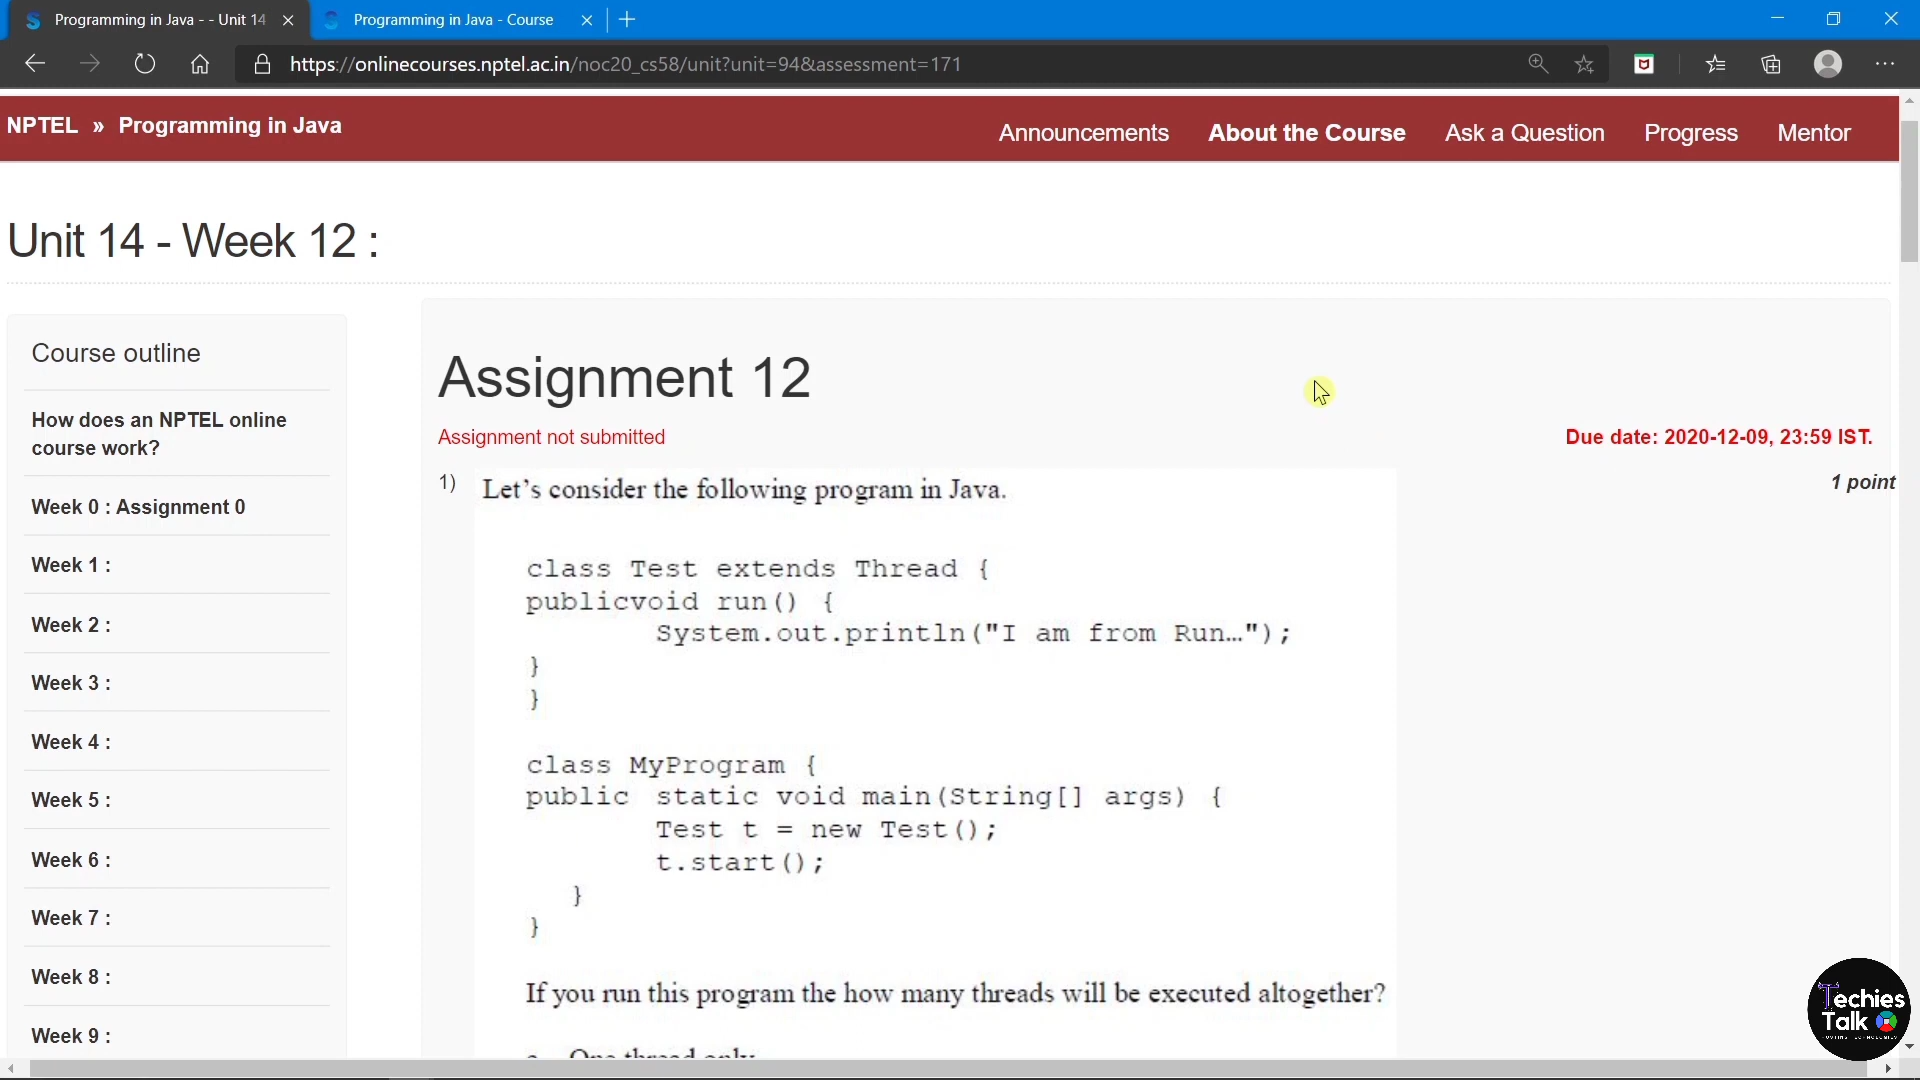 Programming in Java - - Unit 14
Programming in Java - Course
https://onlinecourses.nptel.ac.in/noc20_cs58/unit?unit=94&assessment=171
NPTEL » Programming in Java
Announcements About the Course Ask a Question Progress Mentor
Unit 14 - Week 12 :
Course outline
How does an NPTEL online
course work?
Week 0 : Assignment 0
Week 1 :
Week 2 :
Week 3 :
Week 4 :
Week 5 :
Week 6 :
Week 7 :
Week 8 :
Week 9 :
Assignment 12
Assignment not submitted
Due date: 2020-12-09, 23:59 IST.
1) Let's consider the following program in Java.
1 point
class Test extends Thread {
publicvoid run() {
System.out.println("I am from Run…");
}
}
class MyProgram {
public static void main(String[] args) {
Test t = new Test();
t.start();
}
}
If you run this program the how many threads will be executed altogether?
One thread only
Techies
Talk